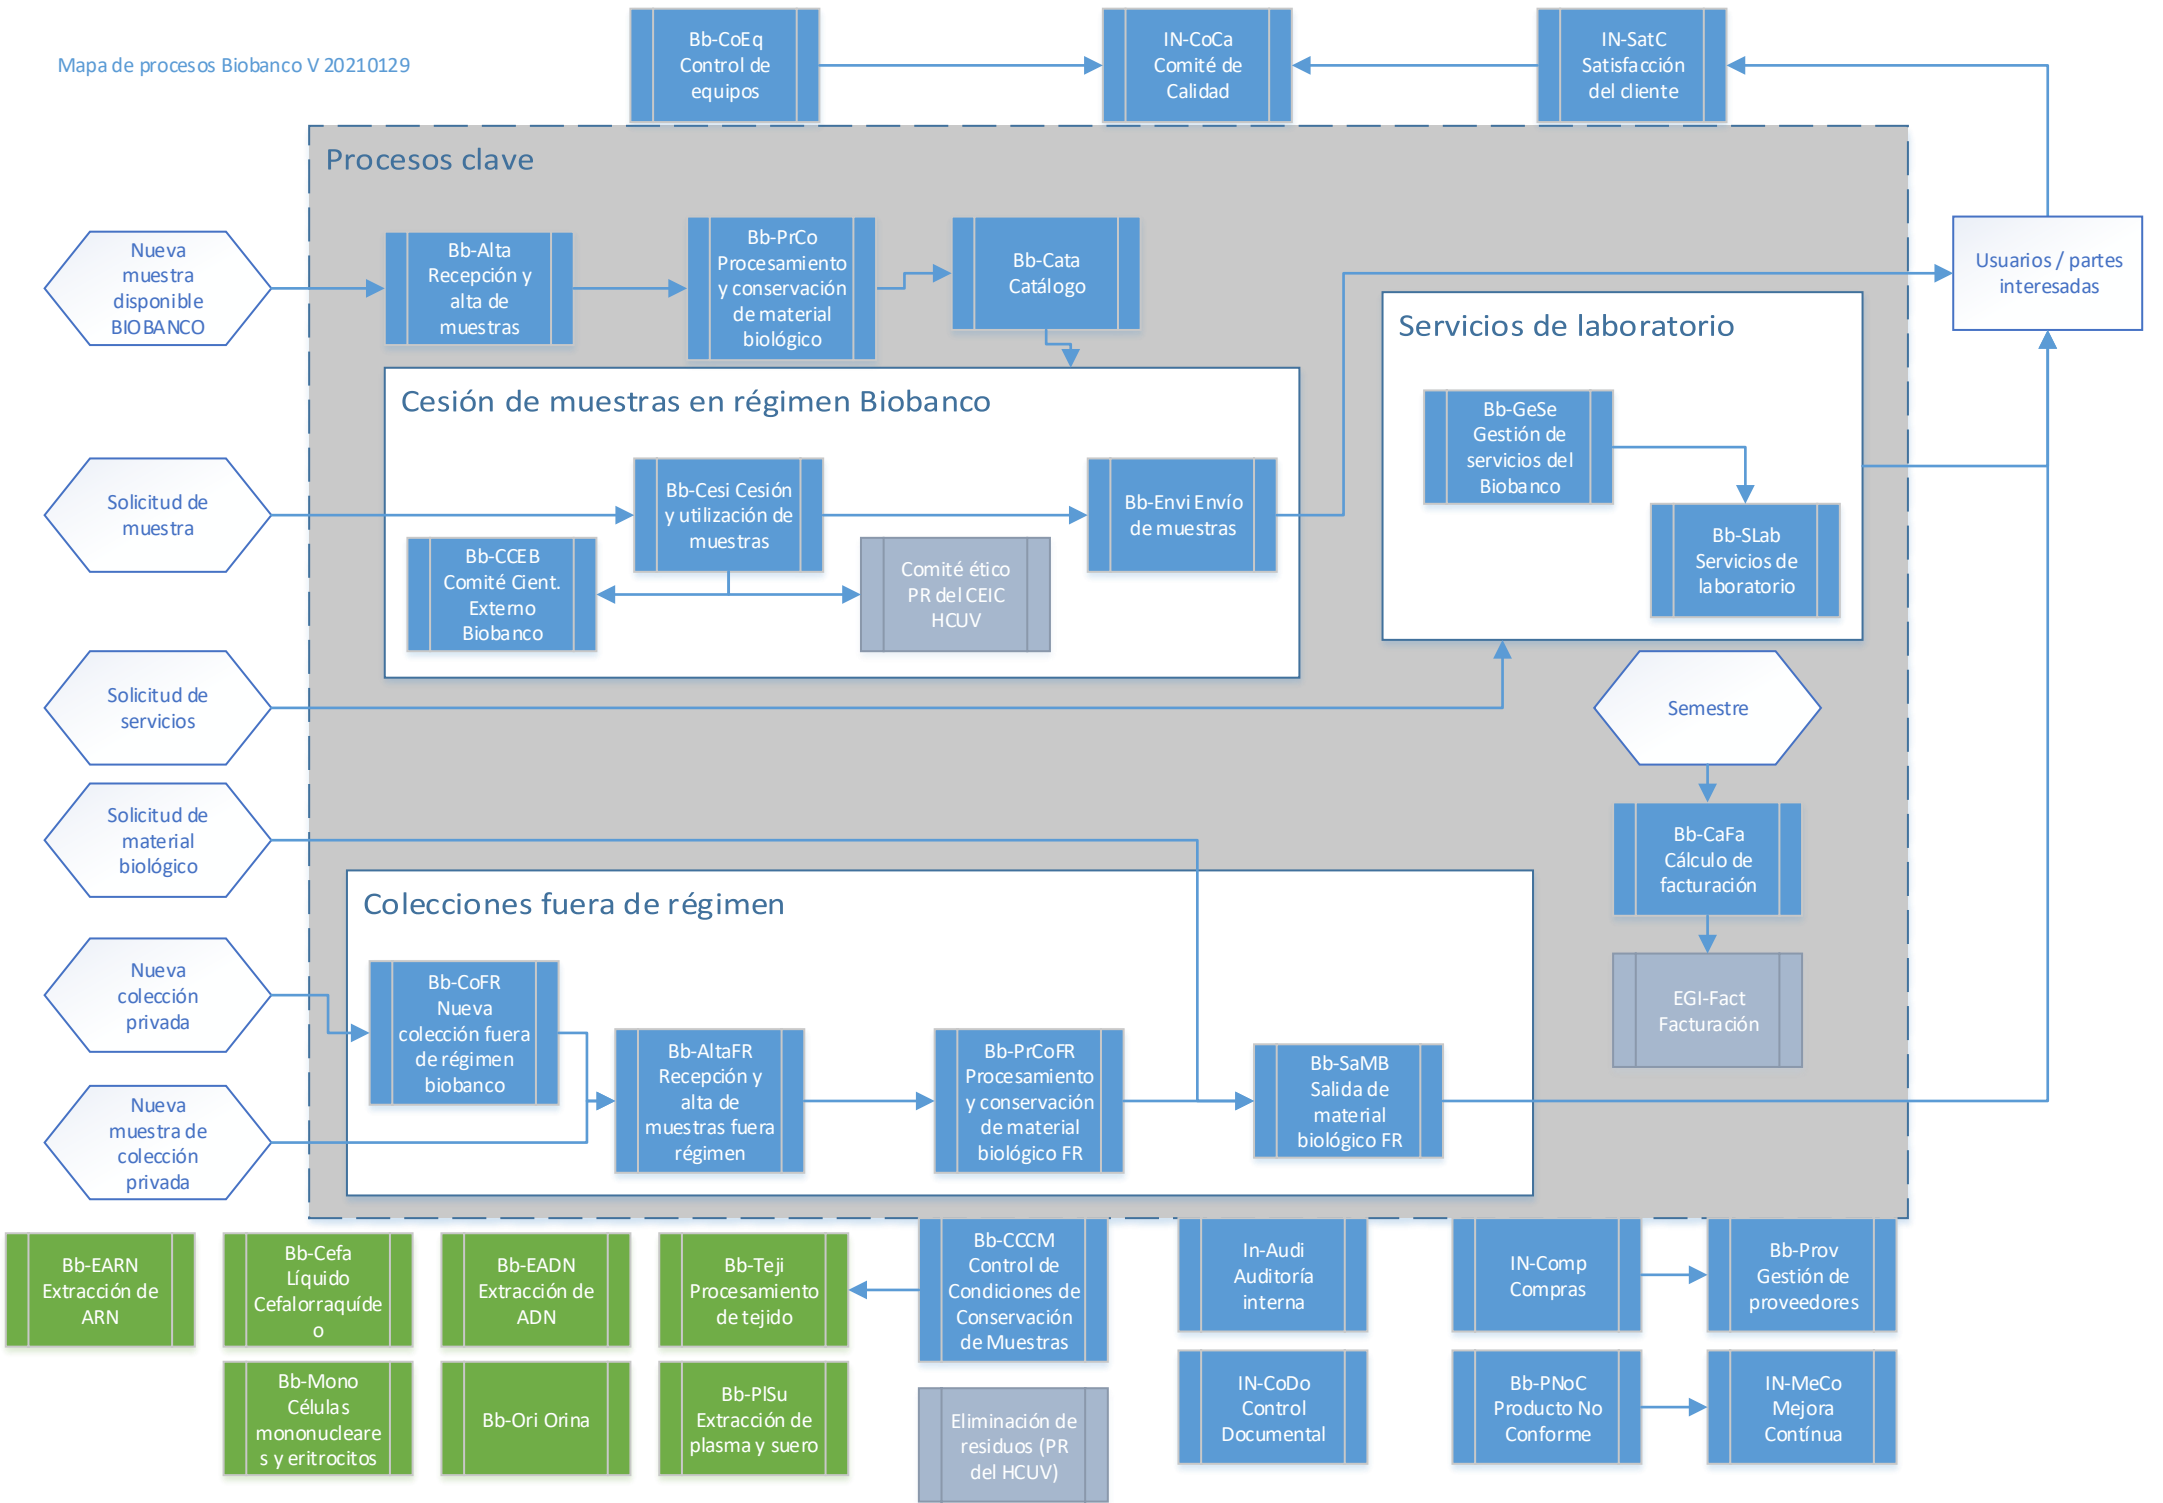 Mapa de procesos Biobanco V 20210129
Bb-CoEq
Control de
equipos
IN-CoCa
Comité de
Calidad
IN-SatC
Satisfacción
del cliente
Procesos clave
Nueva
muestra
disponible
BIOBANCO
Bb-Alta
Recepción y
alta de
muestras
Bb-PrCo
Procesamiento
y conservación
de material
biológico
Bb-Cata
Catálogo
Usuarios / partes
interesadas
Servicios de laboratorio
Bb-GeSe
Gestión de
servicios del
Biobanco
Bb-SLab
Servicios de
laboratorio
Cesión de muestras en régimen Biobanco
Solicitud de
muestra
Bb-Cesi Cesión
y utilización de
muestras
Bb-Envi Envío
de muestras
Bb-CCEB
Comité Cient.
Externo
Biobanco
Comité ético
PR del CEIC
HCUV
Solicitud de
servicios
Semestre
Solicitud de
material
biológico
Bb-CaFa
Cálculo de
facturación
EGI-Fact
Facturación
Colecciones fuera de régimen
Nueva
colección
privada
Bb-CoFR
Nueva
colección fuera
de régimen
biobanco
Nueva
muestra de
colección
privada
Bb-AltaFR
Recepción y
alta de
muestras fuera
régimen
Bb-PrCoFR
Procesamiento
y conservación
de material
biológico FR
Bb-SaMB
Salida de
material
biológico FR
Bb-EARN
Extracción de
ARN
Bb-Cefa
Líquido
Cefalorraquíde
o
Bb-EADN
Extracción de
ADN
Bb-Teji
Procesamiento
de tejido
Bb-CCCM
Control de
Condiciones de
Conservación
de Muestras
In-Audi
Auditoría
interna
IN-Comp
Compras
Bb-Prov
Gestión de
proveedores
Bb-Mono
Células
mononucleare
s y eritrocitos
Bb-Ori Orina
Bb-PlSu
Extracción de
plasma y suero
Eliminación de
residuos (PR
del HCUV)
IN-CoDo
Control
Documental
Bb-PNoC
Producto No
Conforme
IN-MeCo
Mejora
Contínua